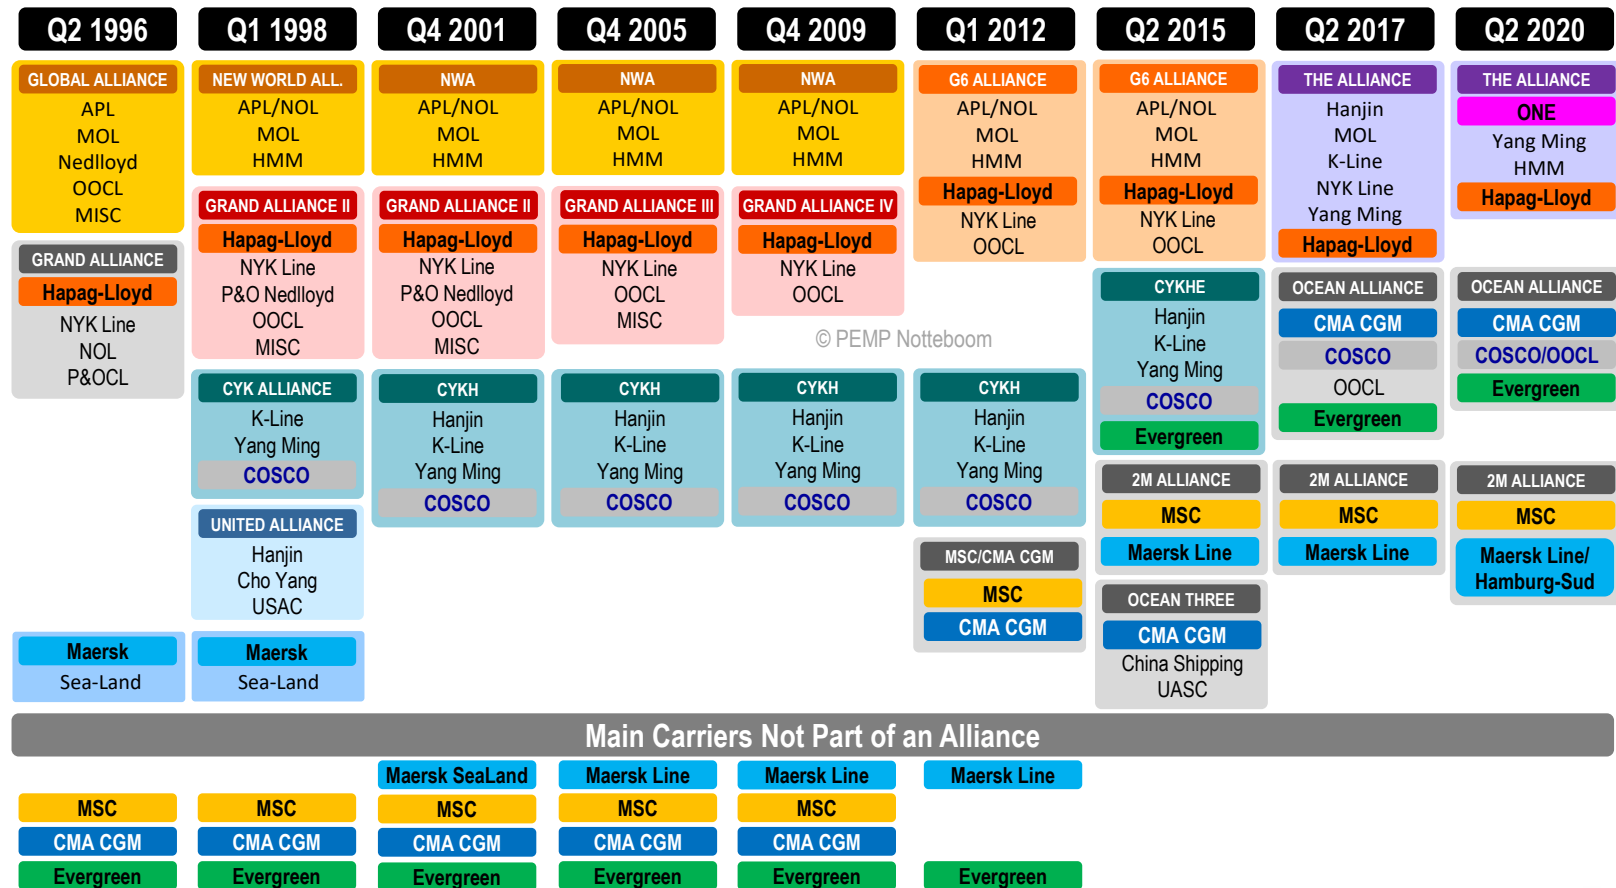 Q2 1996
GLOBAL ALLIANCE
APL
MOL
Nedlloyd
OOCL
MISC
GRAND ALLIANCE
Hapag-Lloyd
NYK Line
NOL
P&OCL
Maersk
Sea-Land
Q1 1998
NEW WORLD ALL.
APL/NOL
MOL
HMM
GRAND ALLIANCE II
Hapag-Lloyd
NYK Line
P&O Nedlloyd
OOCL
MISC
CYK ALLIANCE
K-Line
Yang Ming
COSCO
UNITED ALLIANCE
Hanjin
Cho Yang
USAC
Maersk
Sea-Land
Q4 2001
NWA
APL/NOL
MOL
HMM
GRAND ALLIANCE II
Hapag-Lloyd
NYK Line
P&O Nedlloyd
OOCL
MISC
CYKH
Hanjin
K-Line
Yang Ming
COSCO
Q4 2005
NWA
APL/NOL
MOL
HMM
GRAND ALLIANCE III
Hapag-Lloyd
NYK Line
OOCL
MISC
CYKH
Hanjin
K-Line
Yang Ming
COSCO
Q4 2009
NWA
APL/NOL
MOL
HMM
GRAND ALLIANCE IV
Hapag-Lloyd
NYK Line
OOCL
© PEMP Notteboom
CYKH
Hanjin
K-Line
Yang Ming
COSCO
Q1 2012
G6 ALLIANCE
APL/NOL
MOL
HMM
Hapag-Lloyd
NYK Line
OOCL
CYKH
Hanjin
K-Line
Yang Ming
COSCO
MSC/CMA CGM
MSC
CMA CGM
Q2 2015
G6 ALLIANCE
APL/NOL
MOL
HMM
Hapag-Lloyd
NYK Line
OOCL
CYKHE
Hanjin
K-Line
Yang Ming
COSCO
Evergreen
2M ALLIANCE
MSC
Maersk Line
OCEAN THREE
CMA CGM
China Shipping
UASC
Q2 2017
THE ALLIANCE
Hanjin
MOL
K-Line
NYK Line
Yang Ming
Hapag-Lloyd
OCEAN ALLIANCE
CMA CGM
COSCO
OOCL
Evergreen
2M ALLIANCE
MSC
Maersk Line
Q2 2020
THE ALLIANCE
ONE
Yang Ming
HMM
Hapag-Lloyd
OCEAN ALLIANCE
CMA CGM
COSCO/OOCL
Evergreen
2M ALLIANCE
MSC
Maersk Line/
Hamburg-Sud
Main Carriers Not Part of an Alliance
MSC
CMA CGM
Evergreen
MSC
CMA CGM
Evergreen
Maersk SeaLand
MSC
CMA CGM
Evergreen
Maersk Line
MSC
CMA CGM
Evergreen
Maersk Line
MSC
CMA CGM
Evergreen
Maersk Line
Evergreen